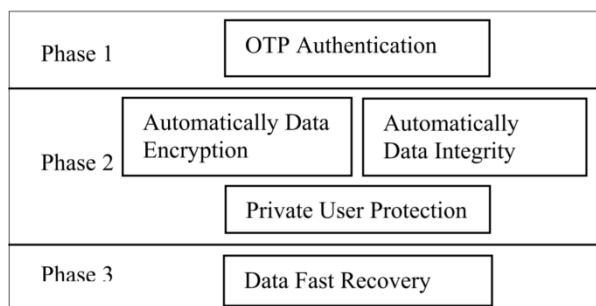 Phase 1
OTP Authentication
Phase 2
Automatically Data
Encryption
Automatically
Data Integrity
Private User Protection
Phase 3
Data Fast Recovery